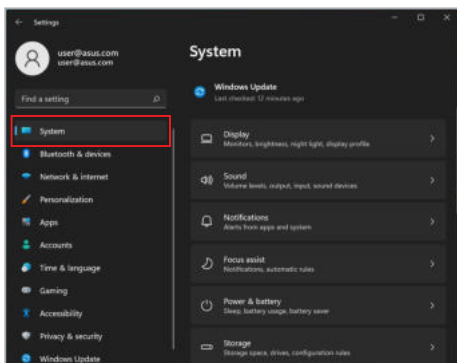 Settings
user@asus.com
user@asus.com
Find a setting
System
Bluetooth & devices
Network & internet
Personalization
Apps
Accounts
Time & language
Gaming
Accessibility
Privacy & security
Windows Update
System
Windows Update
Last checked: 12 minutes ago
Display
Monitors, brightness, night light, display profile
Sound
Volume levels, output, input, sound devices
Notifications
Alerts from apps and system
Focus assist
Notifications, automatic rules
Power & battery
Sleep, battery usage, battery saver
Storage
Storage space, drives, configuration rules